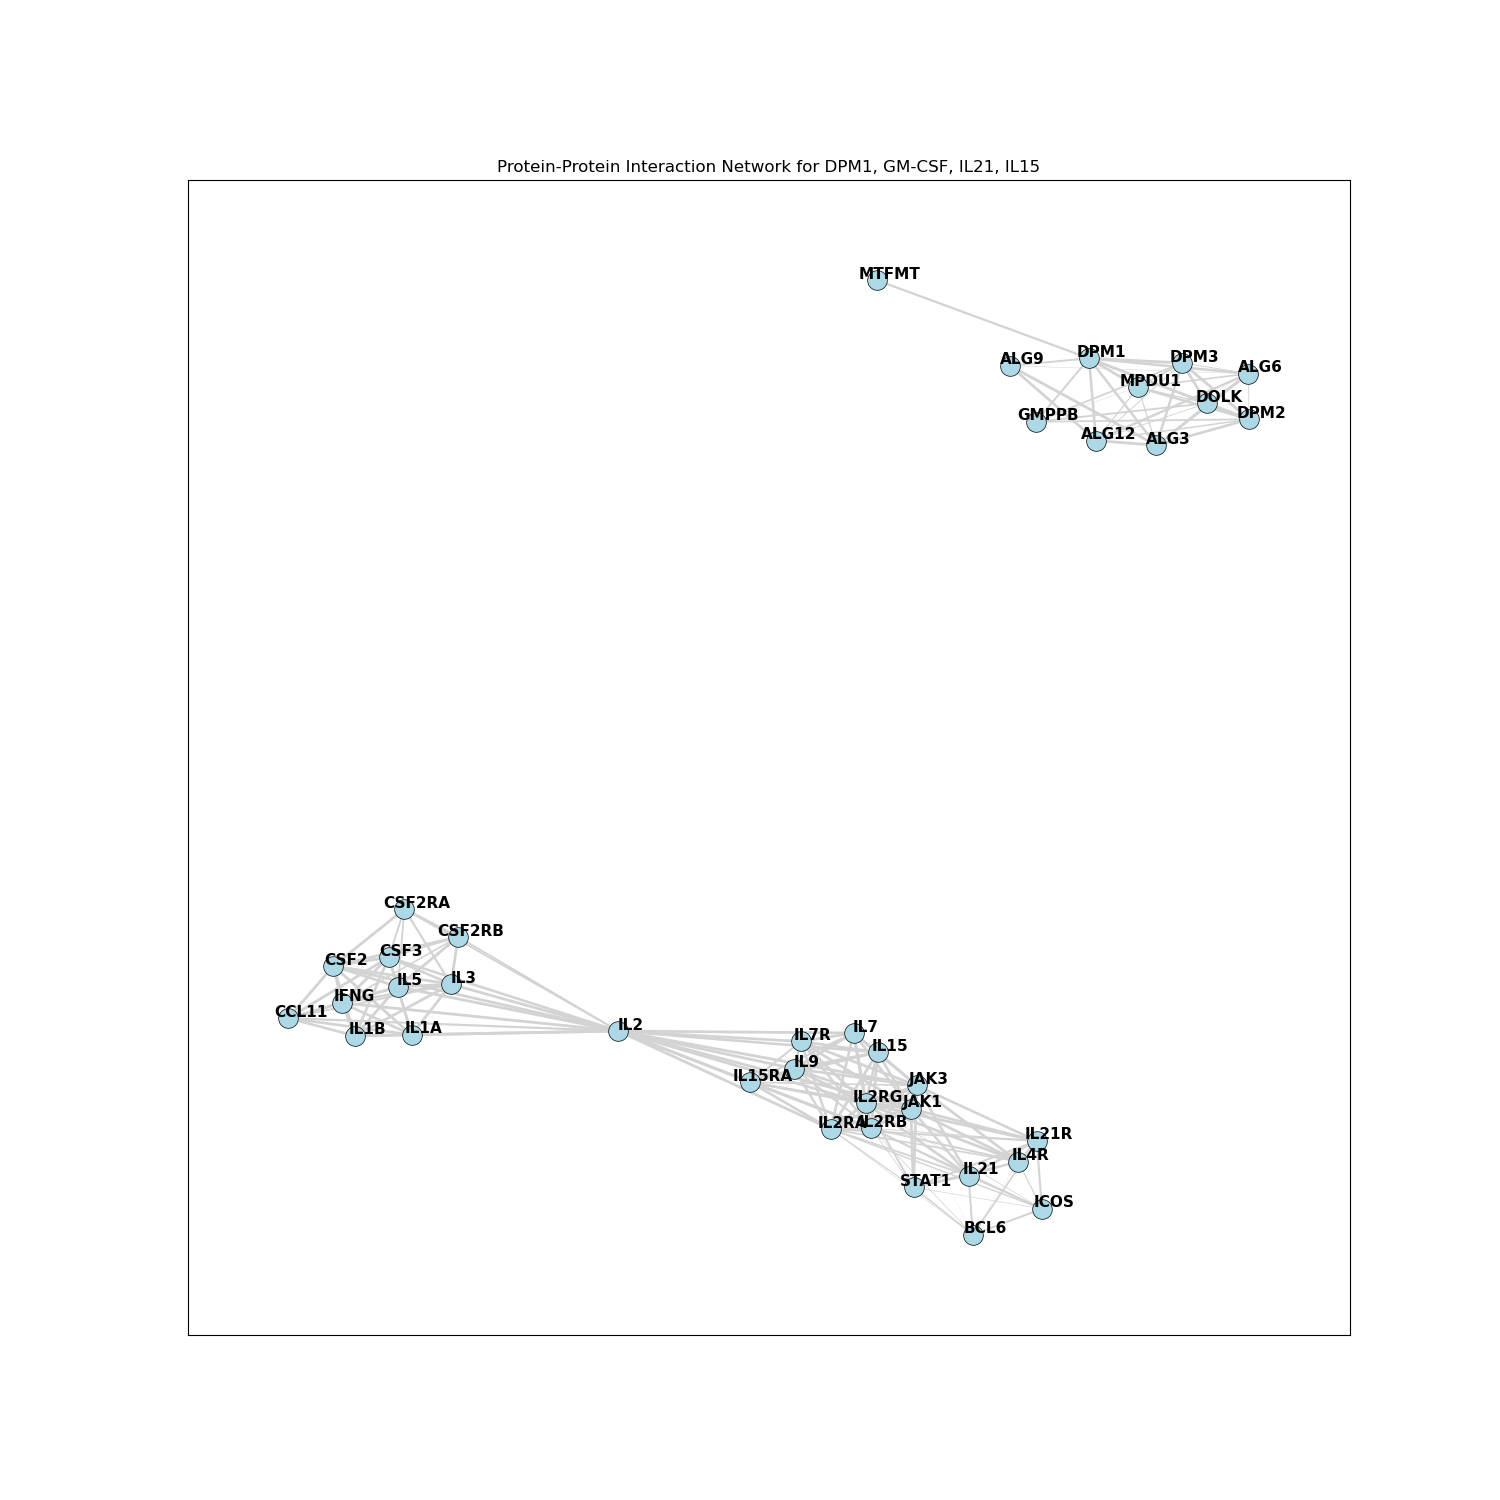 Protein-Protein Interaction Network for DPM1, GM-CSF, IL21, IL15
MTFMT
DPM1
ALG9
DPM3
ALG6
MPDU1
DOLK
GMPPB
DPM2
ALG12
ALG3
CSF2RA
CSF2RB
CSF3
CSF2
IL5
IL3
IFNG
CCL11
IL1B
IL1A
IL2
IL7
IL7R
IL15
IL9
IL15RA
JAK3
IL2RG
JAK1
IL2RA
IL2RB
IL21R
IL4R
IL21
STAT1
ICOS
BCL6